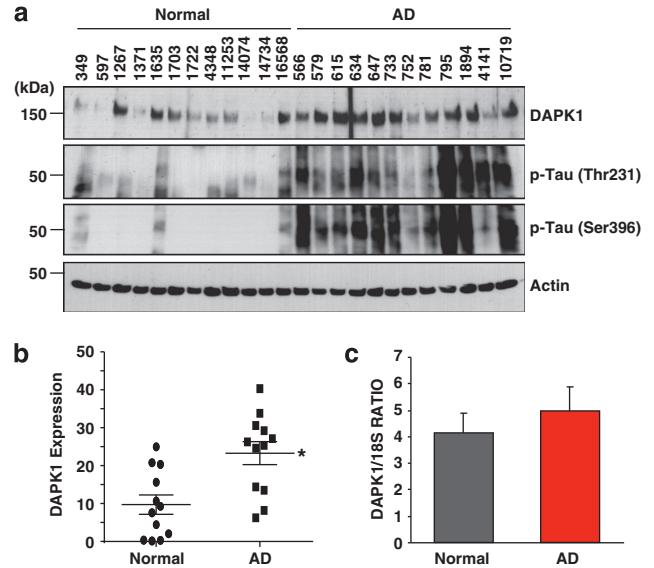 a
Normal
AD
349
597
1267
1371
1635
1703
1722
4348
11253
14074
14734
16568
566
579
615
634
647
733
752
781
795
1894
4141
10719
(kDa)
150
DAPK1
50
p-Tau (Thr231)
50
p-Tau (Ser396)
50
Actin
b
50
40
30
20
10
0
DAPK1 Expression
*
Normal
AD
c
7
6
5
4
3
2
1
0
DAPK1/18S RATIO
Normal
AD